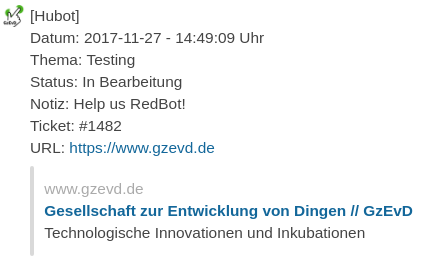 [Hubot]
Datum: 2017-11-27 - 14:49:09 Uhr
Thema: Testing
Status: In Bearbeitung
Notiz: Help us RedBot!
Ticket: #1482
URL: https://www.gzevd.de
www.gzevd.de
Gesellschaft zur Entwicklung von Dingen // GzEvD
Technologische Innovationen und Inkubationen